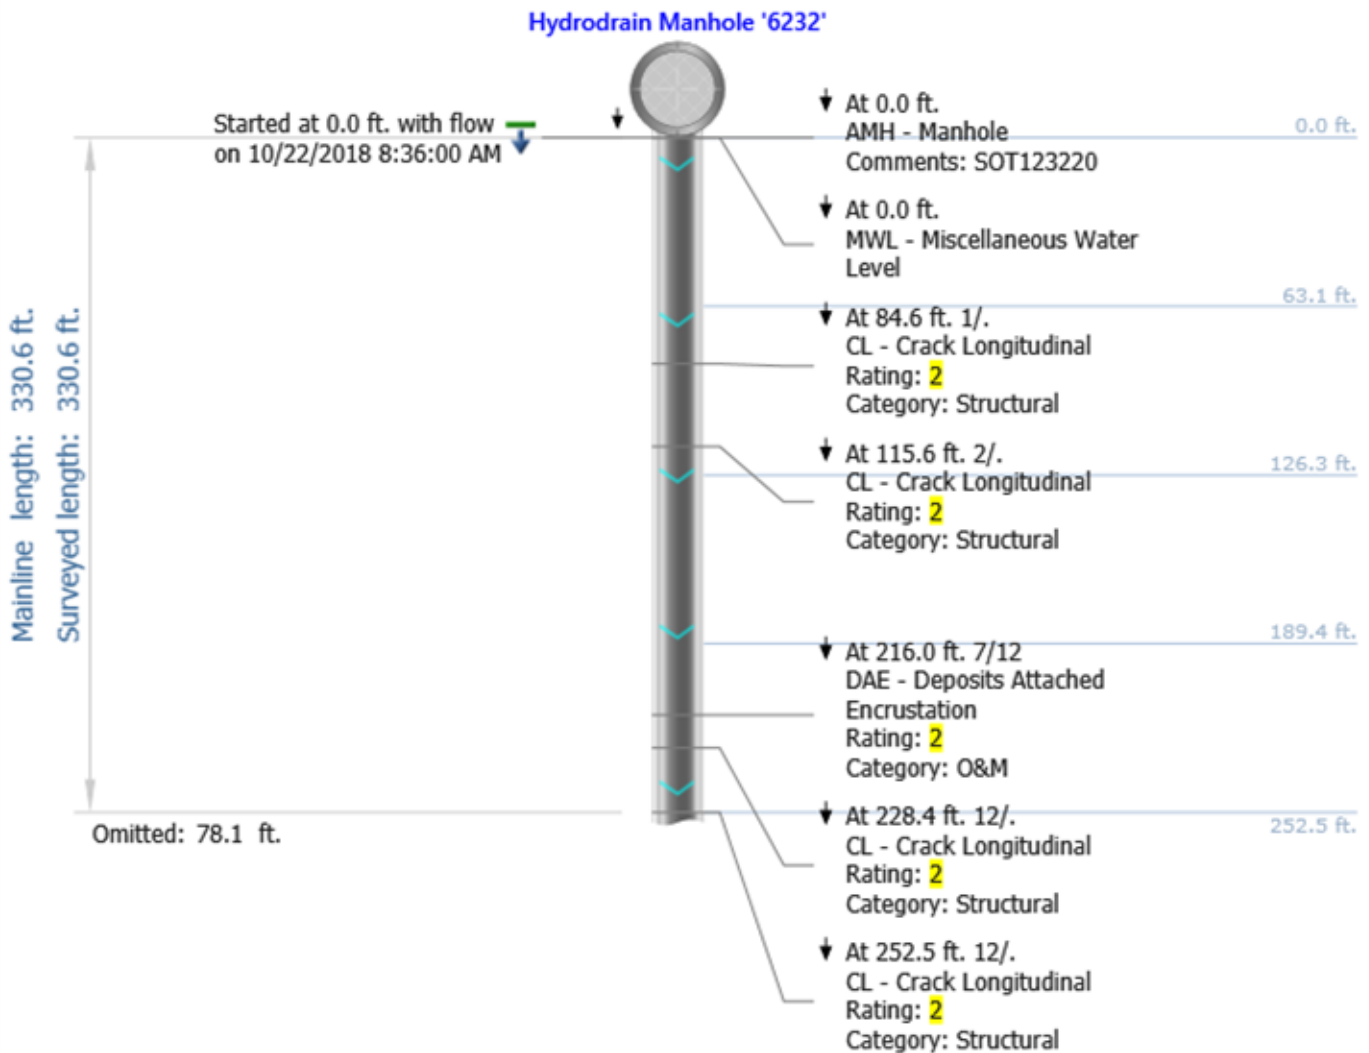 Hydrodrain Manhole '6232'
Started at 0.0 ft. with flow
on 10/22/2018 8:36:00 AM
Mainline length: 330.6 ft.
Surveyed length: 330.6 ft.
At 0.0 ft.
AMH - Manhole
Comments: SOT123220
0.0 ft.
At 0.0 ft.
MWL - Miscellaneous Water
Level
63.1 ft.
At 84.6 ft. 1/.
CL - Crack Longitudinal
Rating: 2
Category: Structural
At 115.6 ft. 2/.
CL - Crack Longitudinal
Rating: 2
Category: Structural
126.3 ft.
189.4 ft.
At 216.0 ft. 7/12
DAE - Deposits Attached
Encrustation
Rating: 2
Category: O&M
At 228.4 ft. 12/.
CL - Crack Longitudinal
Rating: 2
Category: Structural
252.5 ft.
Omitted: 78.1 ft.
At 252.5 ft. 12/.
CL - Crack Longitudinal
Rating: 2
Category: Structural